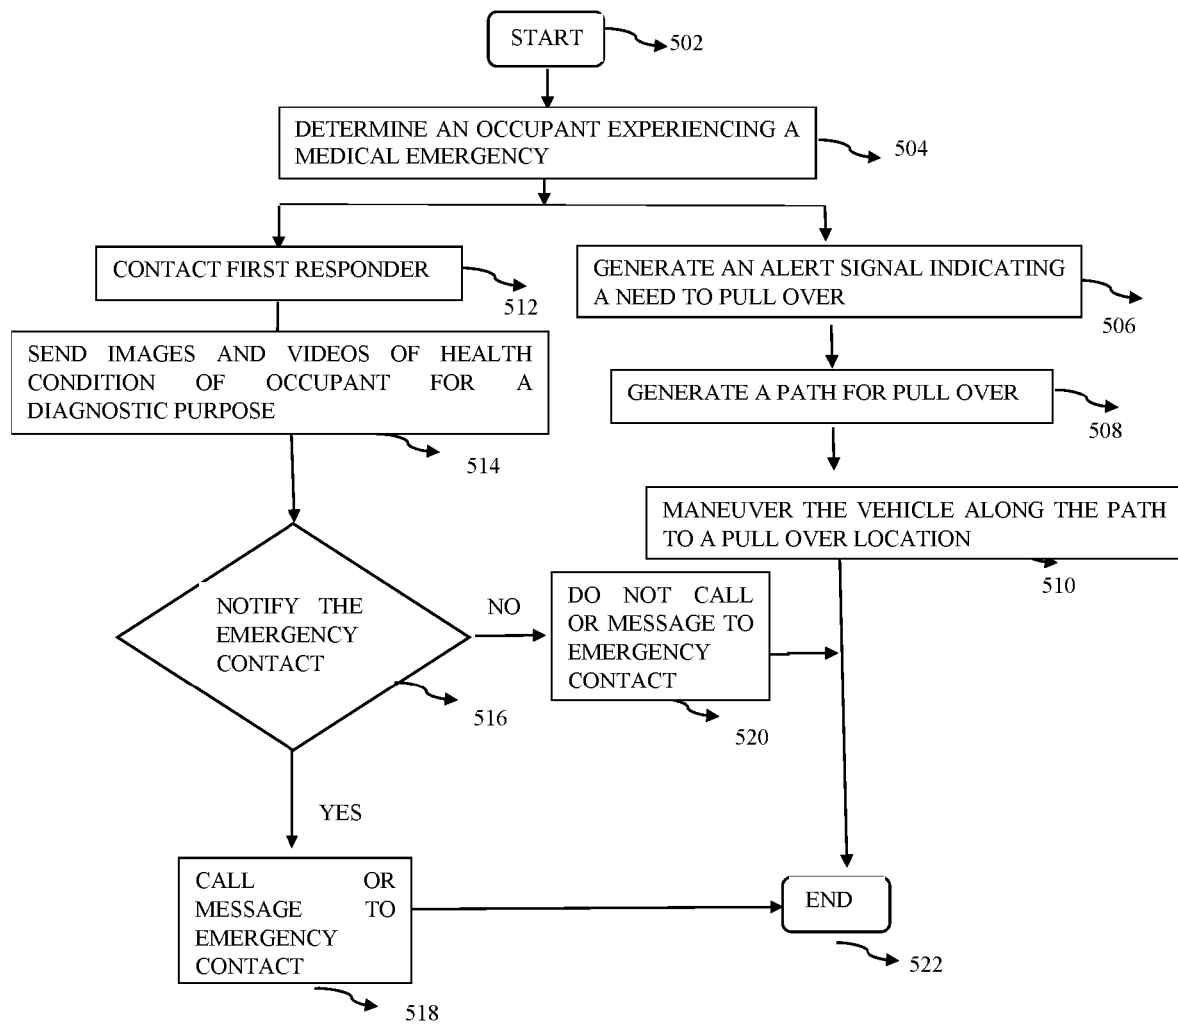 START
502
DETERMINE AN OCCUPANT EXPERIENCING A
MEDICAL EMERGENCY
504
CONTACT FIRST RESPONDER
512
GENERATE AN ALERT SIGNAL INDICATING
A NEED TO PULL OVER
506
SEND IMAGES AND VIDEOS OF HEALTH
CONDITION OF OCCUPANT FOR A
DIAGNOSTIC PURPOSE
514
GENERATE A PATH FOR PULL OVER
508
MANEUVER THE VEHICLE ALONG THE PATH
TO A PULL OVER LOCATION
510
NOTIFY THE
EMERGENCY
CONTACT
516
NO
DO NOT CALL
OR MESSAGE TO
EMERGENCY
CONTACT
520
YES
CALL OR
MESSAGE TO
EMERGENCY
CONTACT
518
END
522